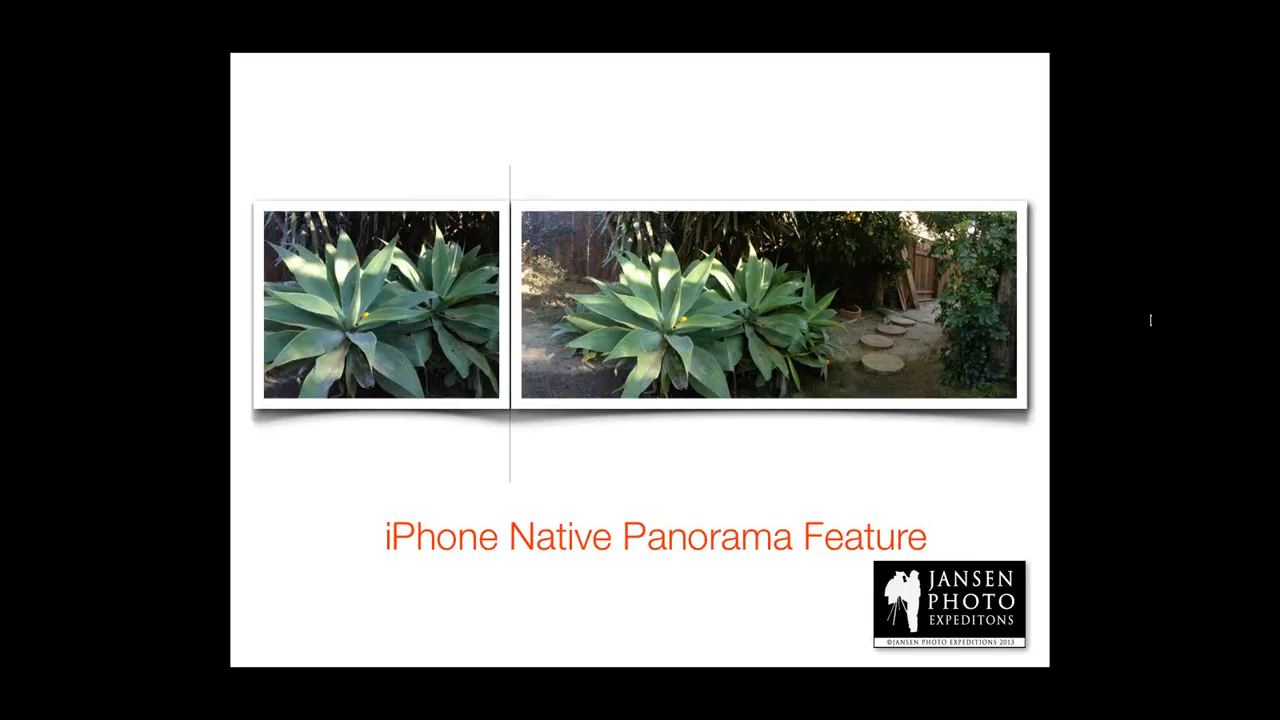 iPhone Native Panorama Feature
JANSEN
PHOTO
EXPEDITONS
©JANSEN PHOTO EXPEDITIONS 2013